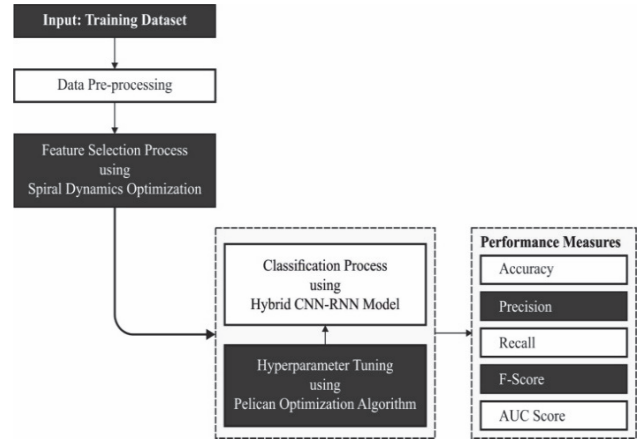 Input: Training Dataset
Data Pre-processing
Feature Selection Process
using
Spiral Dynamics Optimization
Classification Process
using
Hybrid CNN-RNN Model
Hyperparameter Tuning
using
Pelican Optimization Algorithm
Performance Measures
Accuracy
Precision
Recall
F-Score
AUC Score